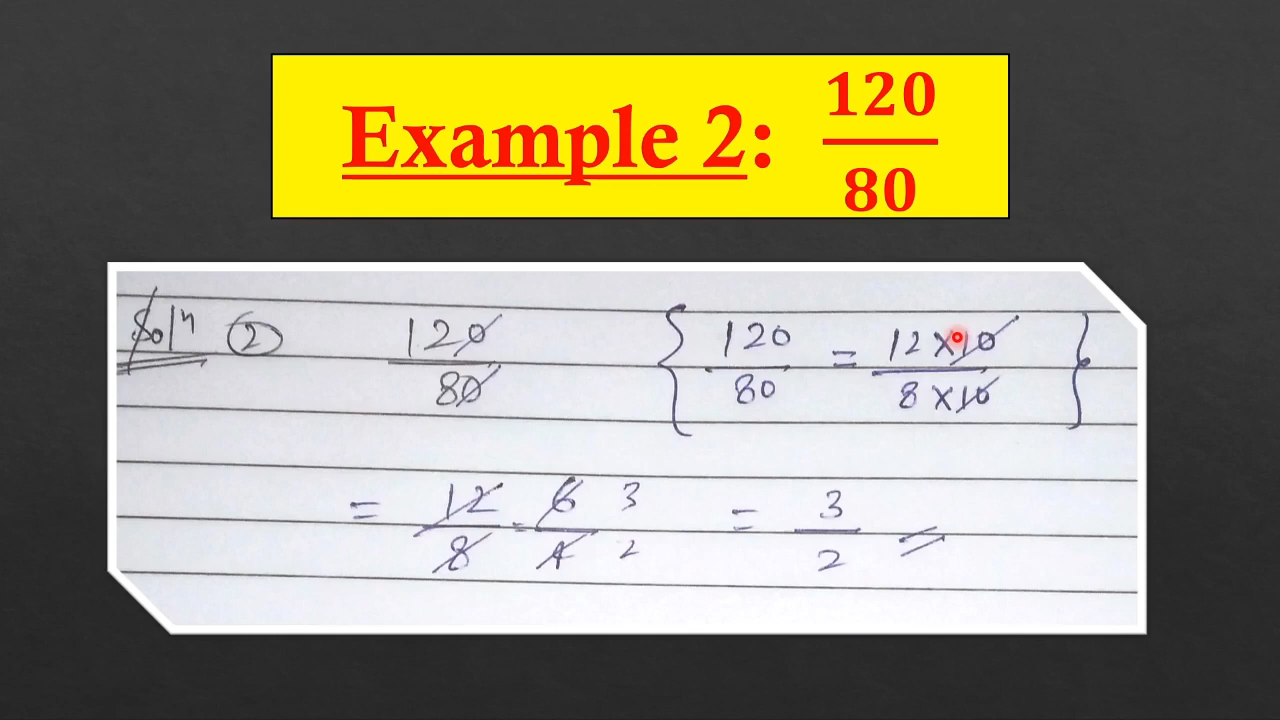 Example 2: 120/80
Solⁿ ② 120/80 { 120/80 = 12×10/8×10 }
= 12/8 = 6/4 3/2 = 3/2